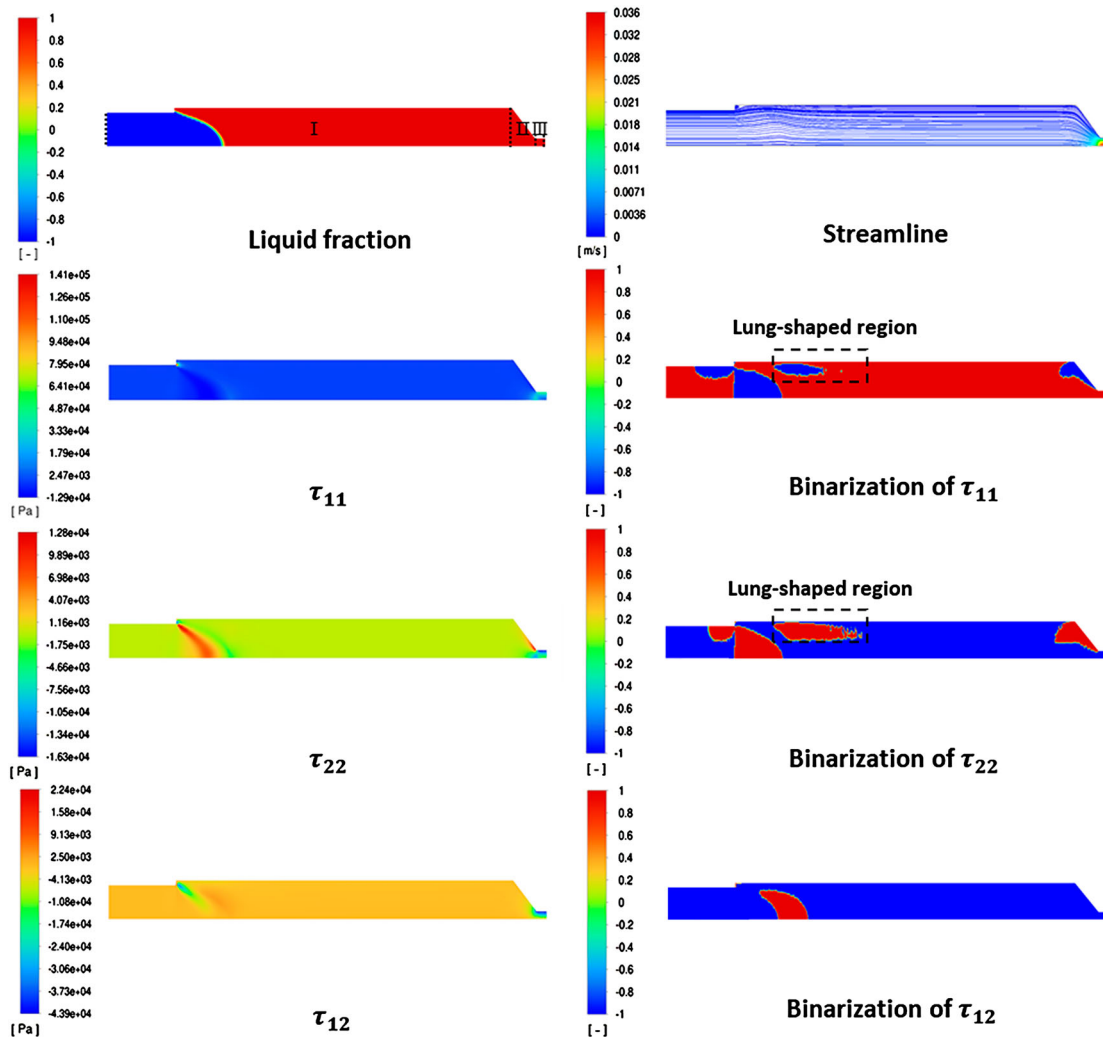 1
0.8
0.6
0.4
0.2
0
-0.2
-0.4
-0.6
-0.8
-1
[ - ]
I
II
III
Liquid fraction
0.036
0.032
0.028
0.025
0.021
0.018
0.014
0.011
0.0071
0.0036
0
[ m/s ]
Streamline
1.41e+05
1.26e+05
1.10e+05
9.48e+04
7.95e+04
6.41e+04
4.87e+04
3.33e+04
1.79e+04
2.47e+03
-1.29e+04
[ Pa ]
τ11
1
0.8
0.6
0.4
0.2
0
-0.2
-0.4
-0.6
-0.8
-1
[ - ]
Lung-shaped region
Binarization of τ11
1.28e+04
9.89e+03
6.98e+03
4.07e+03
1.16e+03
-1.75e+03
-4.66e+03
-7.56e+03
-1.05e+04
-1.34e+04
-1.63e+04
[ Pa ]
τ22
1
0.8
0.6
0.4
0.2
0
-0.2
-0.4
-0.6
-0.8
-1
[ - ]
Lung-shaped region
Binarization of τ22
2.24e+04
1.58e+04
9.13e+03
2.50e+03
-4.13e+03
-1.08e+04
-1.74e+04
-2.40e+04
-3.06e+04
-3.73e+04
-4.39e+04
[ Pa ]
τ12
1
0.8
0.6
0.4
0.2
0
-0.2
-0.4
-0.6
-0.8
-1
[ - ]
Binarization of τ12